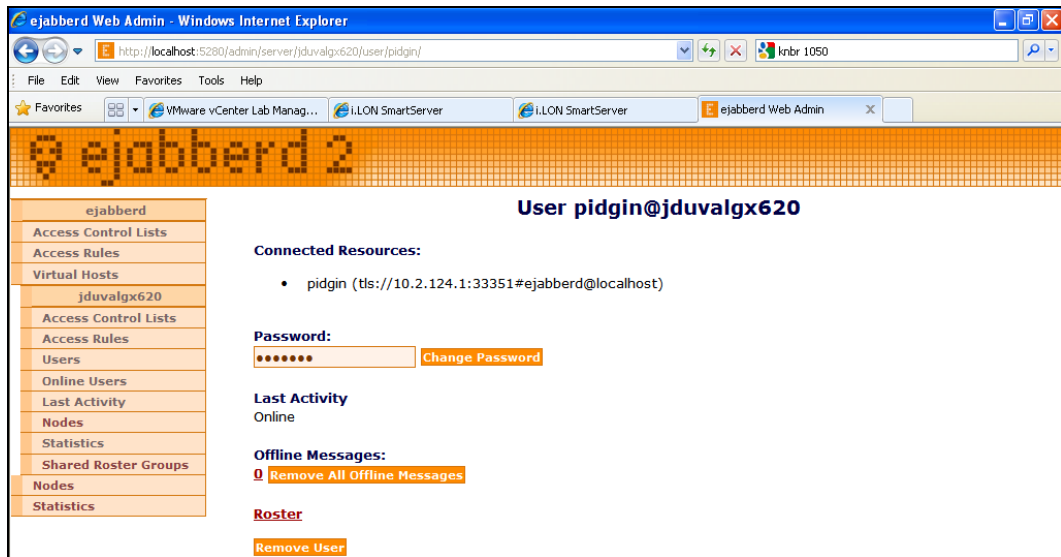 ejabberd Web Admin - Windows Internet Explorer
http://localhost:5280/admin/server/jduvalgx620/user/pidgin/
knbr 1050
File Edit View Favorites Tools Help
Favorites
VMware vCenter Lab Manag...
i.LON SmartServer
i.LON SmartServer
ejabberd Web Admin
ejabberd 2
ejabberd
Access Control Lists
Access Rules
Virtual Hosts
jduvalgx620
Access Control Lists
Access Rules
Users
Online Users
Last Activity
Nodes
Statistics
Shared Roster Groups
Nodes
Statistics
User pidgin@jduvalgx620
Connected Resources:
• pidgin (tls://10.2.124.1:33351#ejabberd@localhost)
Password:
••••••• Change Password
Last Activity
Online
Offline Messages:
0 Remove All Offline Messages
Roster
Remove User